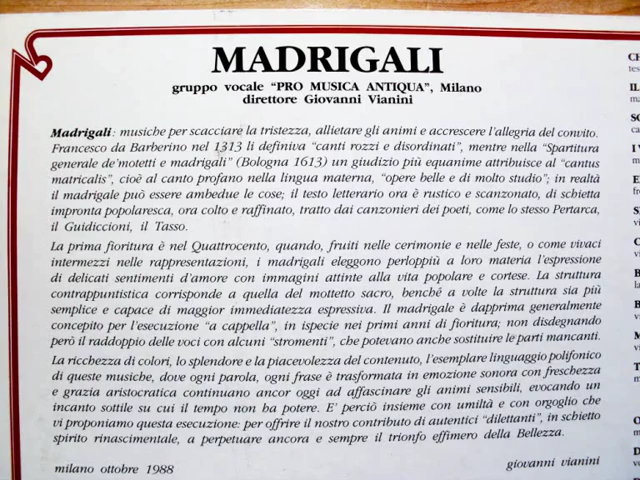 MADRIGALI
gruppo vocale “PRO MUSICA ANTIQUA”, Milano
direttore Giovanni Vianini
Madrigali: musiche per scacciare la tristezza, allietare gli animi e accrescere l'allegria del convito.
Francesco da Barberino nel 1313 li definiva “canti rozzi e disordinati”, mentre nella “Spartitura
generale de'motetti e madrigali” (Bologna 1613) un giudizio più equanime attribuisce al “cantus
matricalis”, cioè al canto profano nella lingua materna, “opere belle e di molto studio”; in realtà
il madrigale può essere ambedue le cose; il testo letterario ora è rustico e scanzonato, di schietta
impronta popolaresca, ora colto e raffinato, tratto dai canzonieri dei poeti, come lo stesso Pertarca,
il Guidiccioni, il Tasso.
La prima fioritura è nel Quattrocento, quando, fruiti nelle cerimonie e nelle feste, o come vivaci
intermezzi nelle rappresentazioni, i madrigali eleggono perloppiù a loro materia l'espressione
di delicati sentimenti d'amore con immagini attinte alla vita popolare e cortese. La struttura
contrappuntistica corrisponde a quella del mottetto sacro, benché a volte la struttura sia più
semplice e capace di maggior immediatezza espressiva. Il madrigale è dapprima generalmente
concepito per l'esecuzione “a cappella”, in ispecie nei primi anni di fioritura; non disdegnando
però il raddoppio delle voci con alcuni “stromenti”, che potevano anche sostituire le parti mancanti.
La ricchezza di colori, lo splendore e la piacevolezza del contenuto, l'esemplare linguaggio polifonico
di queste musiche, dove ogni parola, ogni frase è trasformata in emozione sonora con freschezza
e grazia aristocratica continuano ancor oggi ad affascinare gli animi sensibili, evocando un
incanto sottile su cui il tempo non ha potere. E' perciò insieme con umiltà e con orgoglio che
vi proponiamo questa esecuzione: per offrire il nostro contributo di autentici “dilettanti”, in schietto
spirito rinascimentale, a perpetuare ancora e sempre il trionfo effimero della Bellezza.
milano ottobre 1988
giovanni vianini